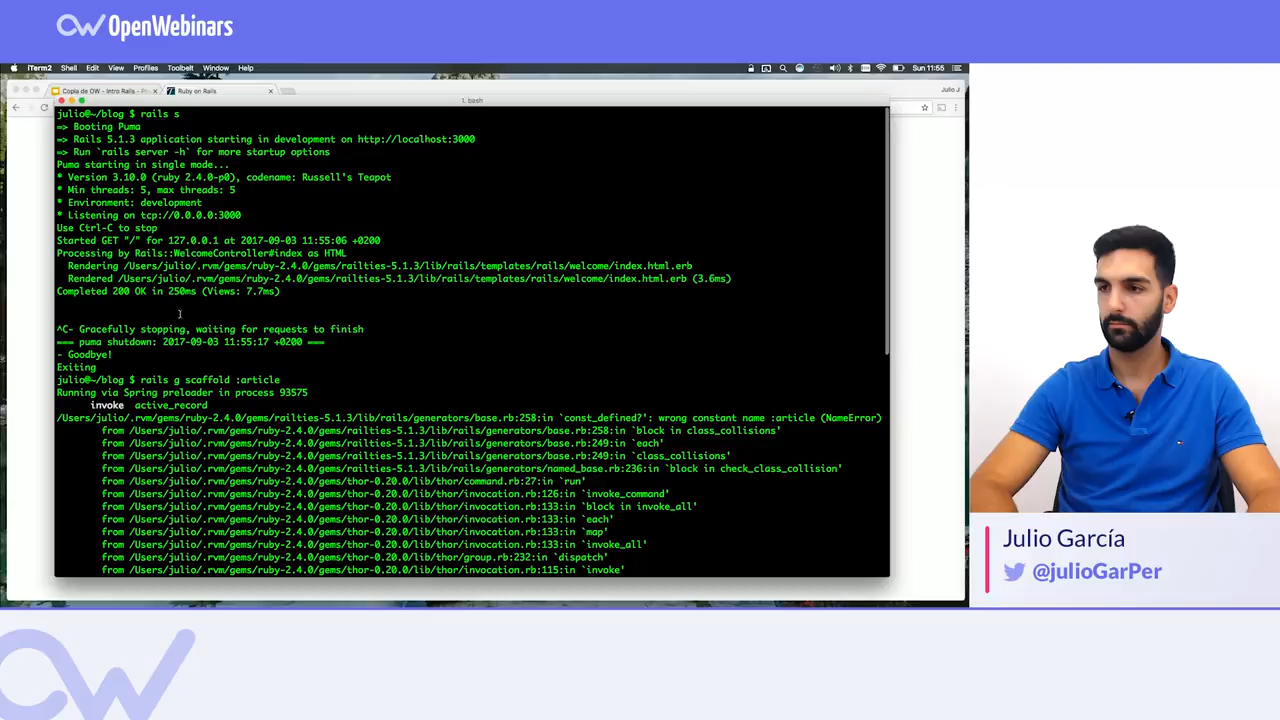 OpenWebinars
iTerm2 Shell Edit View Profiles Toolbelt Window Help
Sun 11:55
Copia de OW - Intro Rails - P
Ruby on Rails
Julio J
1. bash
julio@~/blog $ rails s
=> Booting Puma
=> Rails 5.1.3 application starting in development on http://localhost:3000
=> Run `rails server -h` for more startup options
Puma starting in single mode...
* Version 3.10.0 (ruby 2.4.0-p0), codename: Russell's Teapot
* Min threads: 5, max threads: 5
* Environment: development
* Listening on tcp://0.0.0.0:3000
Use Ctrl-C to stop
Started GET "/" for 127.0.0.1 at 2017-09-03 11:55:06 +0200
Processing by Rails::WelcomeController#index as HTML
Rendering /Users/julio/.rvm/gems/ruby-2.4.0/gems/railties-5.1.3/lib/rails/templates/rails/welcome/index.html.erb
Rendered /Users/julio/.rvm/gems/ruby-2.4.0/gems/railties-5.1.3/lib/rails/templates/rails/welcome/index.html.erb (3.6ms)
Completed 200 OK in 250ms (Views: 7.7ms)
^C- Gracefully stopping, waiting for requests to finish
=== puma shutdown: 2017-09-03 11:55:17 +0200 ===
- Goodbye!
Exiting
julio@~/blog $ rails g scaffold :article
Running via Spring preloader in process 93575
invoke active_record
/Users/julio/.rvm/gems/ruby-2.4.0/gems/railties-5.1.3/lib/rails/generators/base.rb:258:in `const_defined?': wrong constant name :article (NameError)
from /Users/julio/.rvm/gems/ruby-2.4.0/gems/railties-5.1.3/lib/rails/generators/base.rb:258:in `block in class_collisions'
from /Users/julio/.rvm/gems/ruby-2.4.0/gems/railties-5.1.3/lib/rails/generators/base.rb:249:in `each'
from /Users/julio/.rvm/gems/ruby-2.4.0/gems/railties-5.1.3/lib/rails/generators/base.rb:249:in `class_collisions'
from /Users/julio/.rvm/gems/ruby-2.4.0/gems/railties-5.1.3/lib/rails/generators/named_base.rb:236:in `block in check_class_collision'
from /Users/julio/.rvm/gems/ruby-2.4.0/gems/thor-0.20.0/lib/thor/command.rb:27:in `run'
from /Users/julio/.rvm/gems/ruby-2.4.0/gems/thor-0.20.0/lib/thor/invocation.rb:126:in `invoke_command'
from /Users/julio/.rvm/gems/ruby-2.4.0/gems/thor-0.20.0/lib/thor/invocation.rb:133:in `block in invoke_all'
from /Users/julio/.rvm/gems/ruby-2.4.0/gems/thor-0.20.0/lib/thor/invocation.rb:133:in `each'
from /Users/julio/.rvm/gems/ruby-2.4.0/gems/thor-0.20.0/lib/thor/invocation.rb:133:in `map'
from /Users/julio/.rvm/gems/ruby-2.4.0/gems/thor-0.20.0/lib/thor/invocation.rb:133:in `invoke_all'
from /Users/julio/.rvm/gems/ruby-2.4.0/gems/thor-0.20.0/lib/thor/group.rb:232:in `dispatch'
from /Users/julio/.rvm/gems/ruby-2.4.0/gems/thor-0.20.0/lib/thor/invocation.rb:115:in `invoke'
Julio García
@julioGarPer